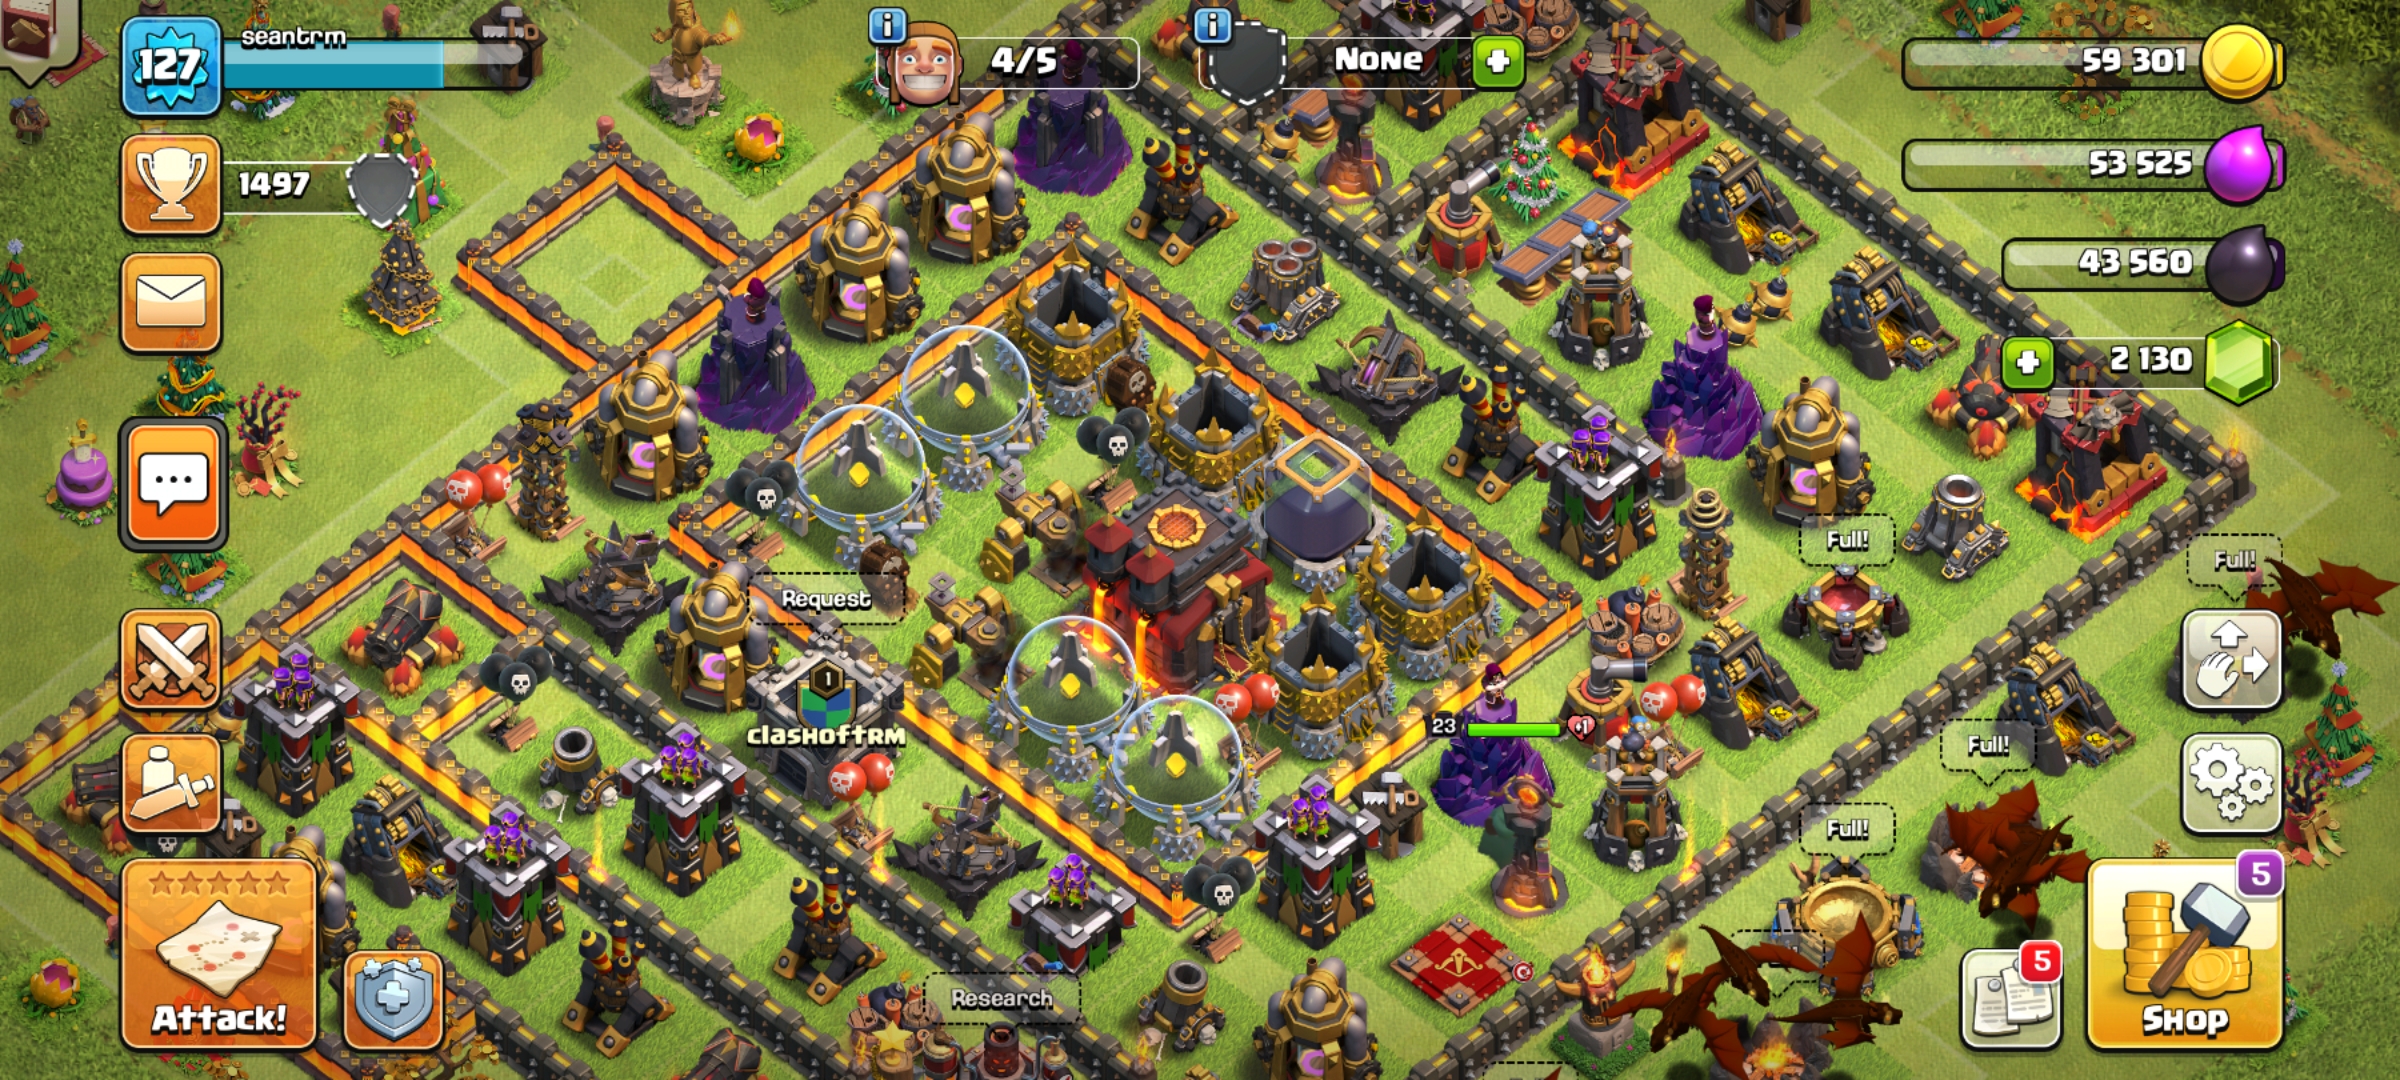 127
seantrm
4/5
None
59 301
1497
53 525
43 560
2 130
Full!
Full!
Request
1
clashoftRM
23
+1
Full!
Full!
5
Attack!
Research
5
Shop